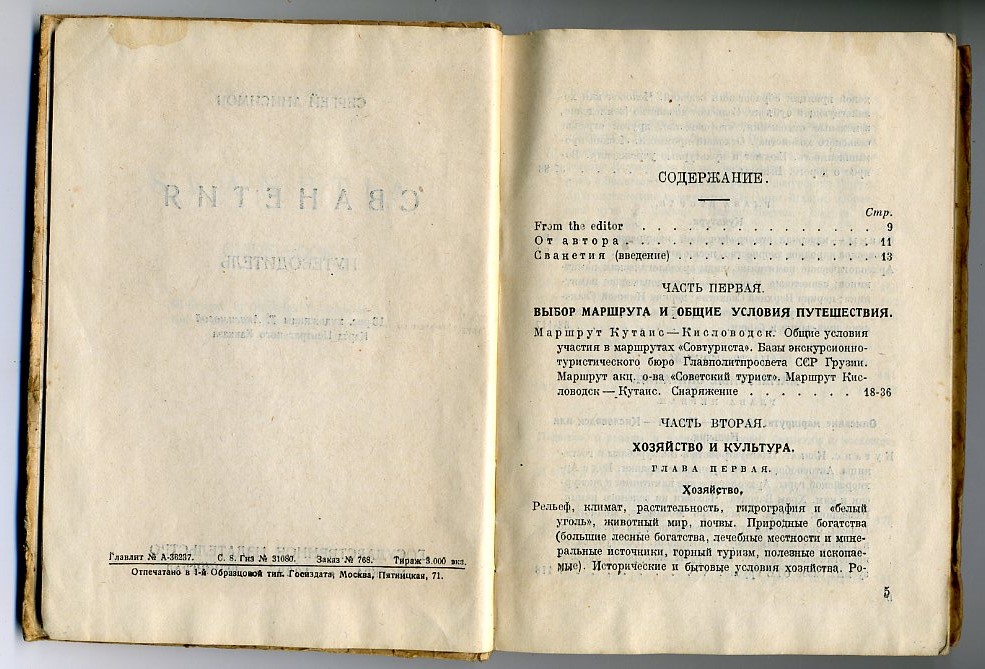 Главлит № А-36237. С. 8. Гиз № 31080. Заказ № 768. Тираж 3.000 экз.
Отпечатано в 1-й Образцовой тип. Госиздата, Москва, Пятницкая, 71.
СОДЕРЖАНИЕ.
Стр.
From the editor . . . . . . . . . . . . . . . . 9
От автора . . . . . . . . . . . . . . . . 11
Сванетия (введение) . . . . . . . . . . . . . 13
ЧАСТЬ ПЕРВАЯ.
ВЫБОР МАРШРУТА И ОБЩИЕ УСЛОВИЯ ПУТЕШЕСТВИЯ.
Маршрут Кутаис — Кисловодск. Общие условия
участия в маршрутах «Совтуриста». Базы экскурсионно-
туристического бюро Главполитпросвета ССР Грузии.
Маршрут акц. о-ва «Советский турист». Маршрут Кис-
ловодск — Кутаис. Снаряжение . . . . . . . 18-36
ЧАСТЬ ВТОРАЯ.
ХОЗЯЙСТВО И КУЛЬТУРА.
ГЛАВА ПЕРВАЯ.
Хозяйство.
Рельеф, климат, растительность, гидрография и «белый
уголь», животный мир, почвы. Природные богатства
(большие лесные богатства, лечебные местности и мине-
ральные источники, горный туризм, полезные ископае-
мые). Исторические и бытовые условия хозяйства. Ро-
5
СЕРГЕЙ АНИСИМОВ
СВАНЕТИЯ
ПУТЕВОДИТЕЛЬ